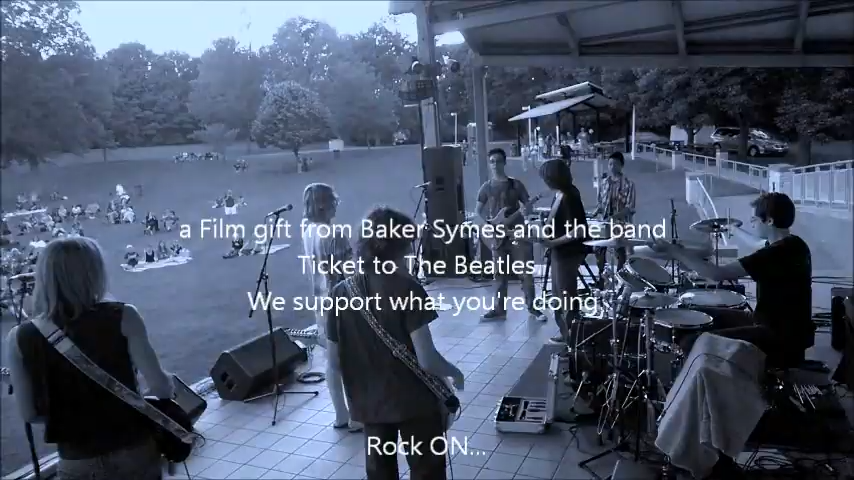 a Film gift from Baker Symes and the band
Ticket to The Beatles.
We support what you're doing.
Rock ON...